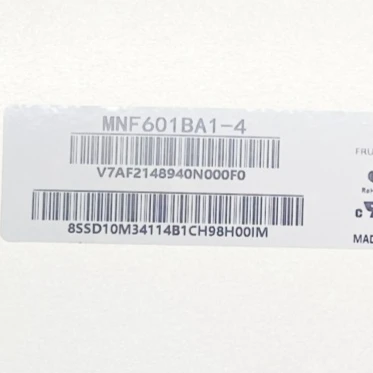 MNF601BA1-4
V7AF2148940N000F0
8SSD10M34114B1CH98H00IM
FRU
MAD